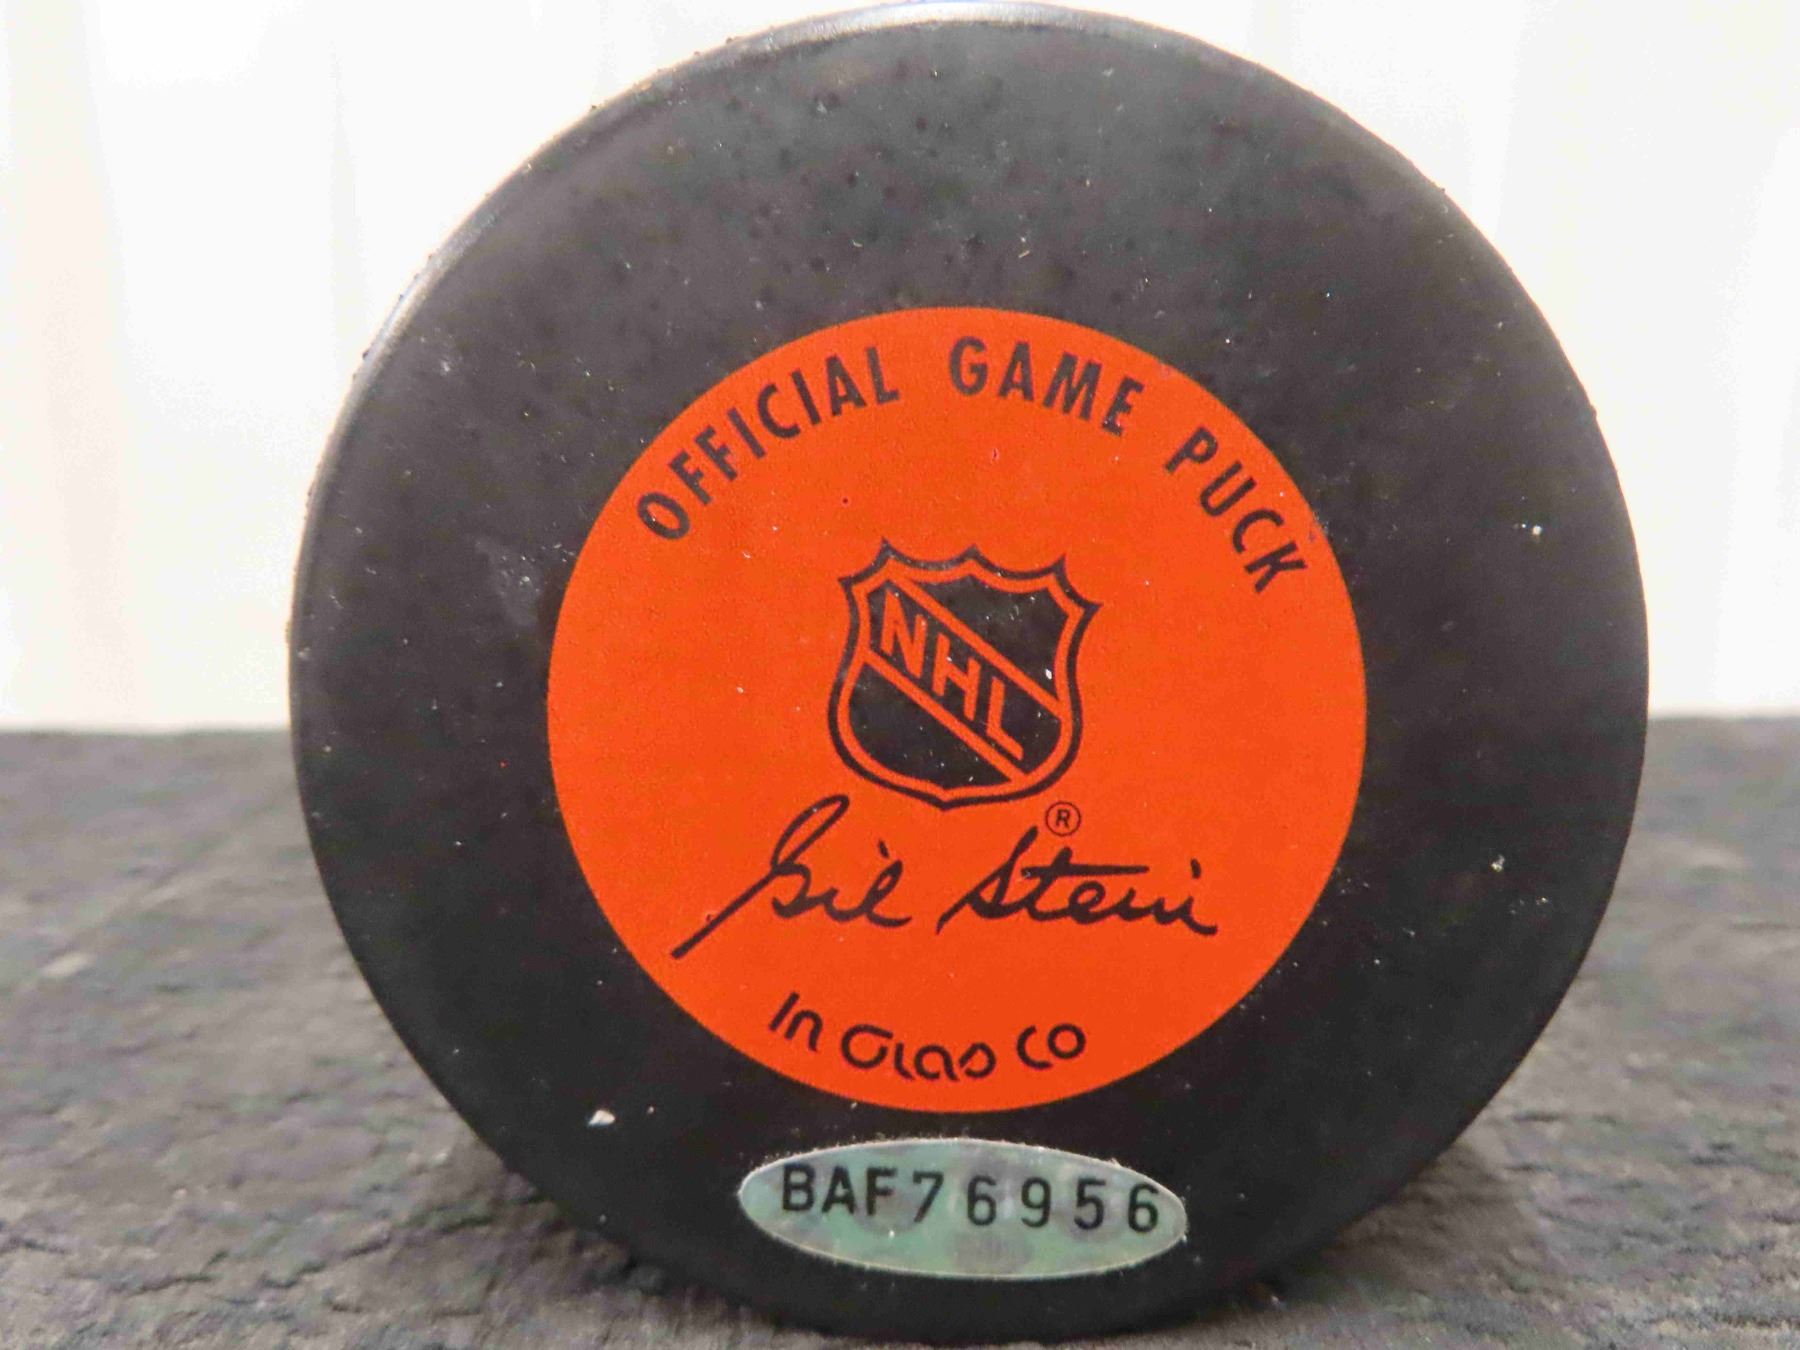 OFFICIAL GAME PUCK
NHL
®
Gil Stein
In Glas Co
BAF76956